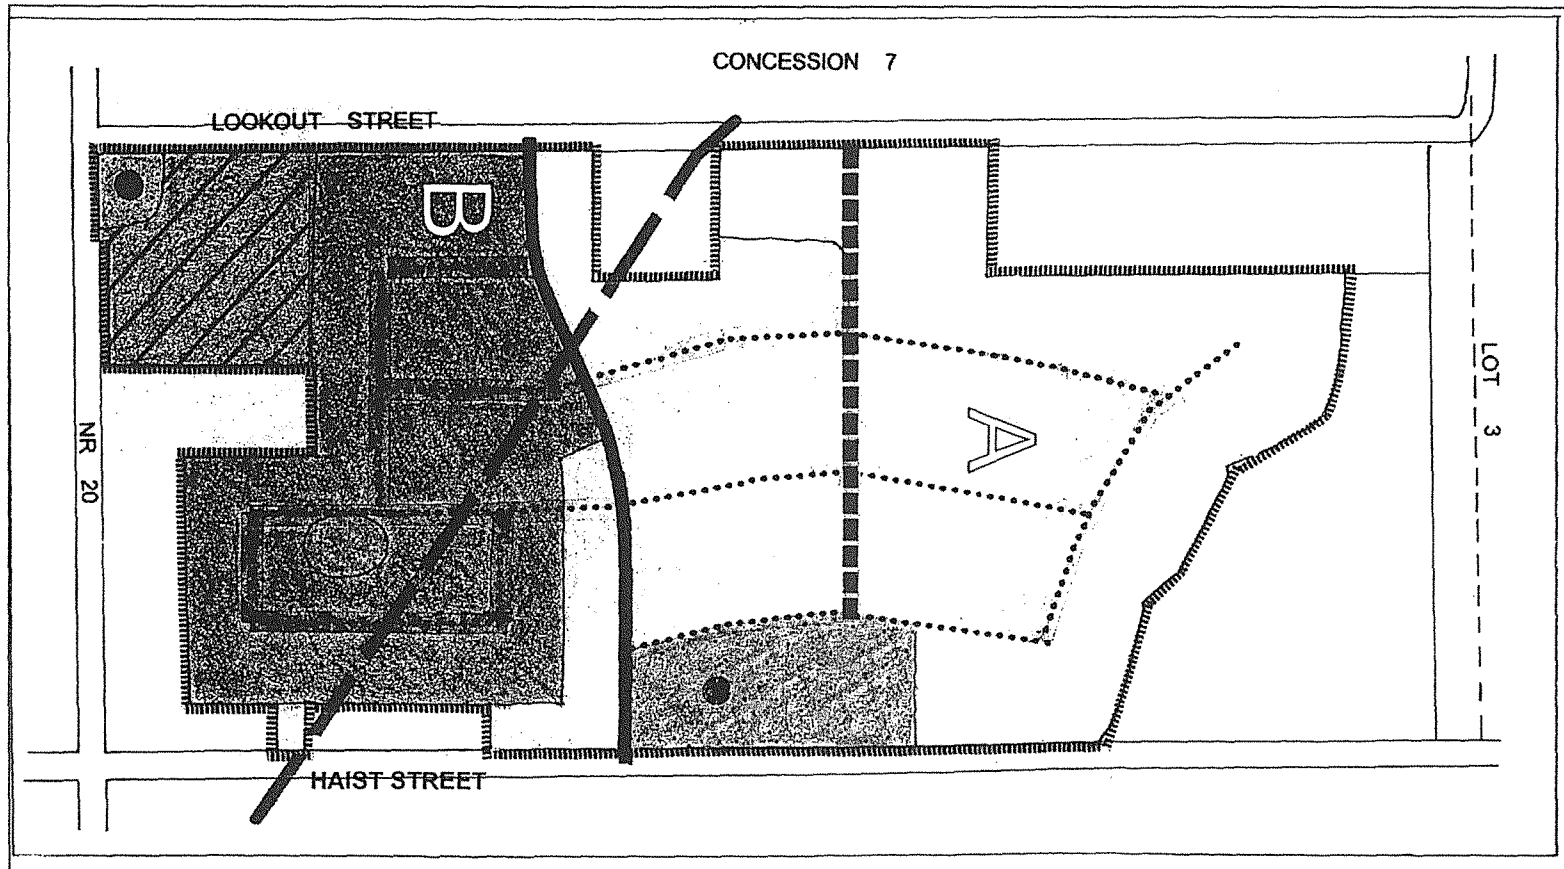 CONCESSION 7
LOOKOUT STREET
B
A
LOT 3
NR 20
HAIST STREET